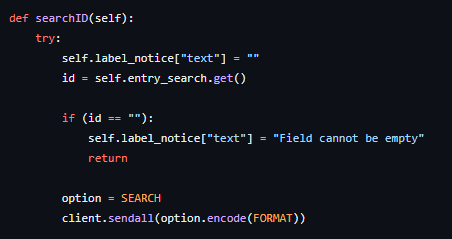 def searchID(self):
    try:
        self.label_notice["text"] = ""
        id = self.entry_search.get()

        if (id == ""):
            self.label_notice["text"] = "Field cannot be empty"
            return

        option = SEARCH
        client.sendall(option.encode(FORMAT))